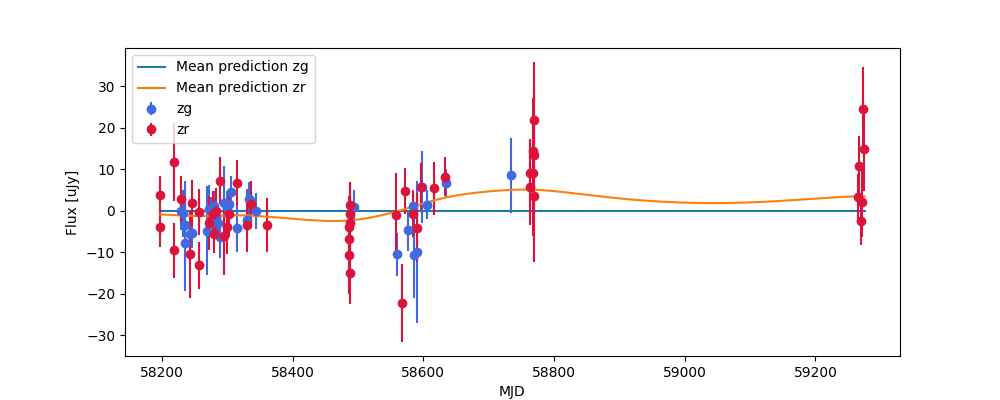 Mean prediction zg
Mean prediction zr
zg
zr
Flux [uJy]
30
20
10
0
−10
−20
−30
58200 58400 58600 58800 59000 59200
MJD